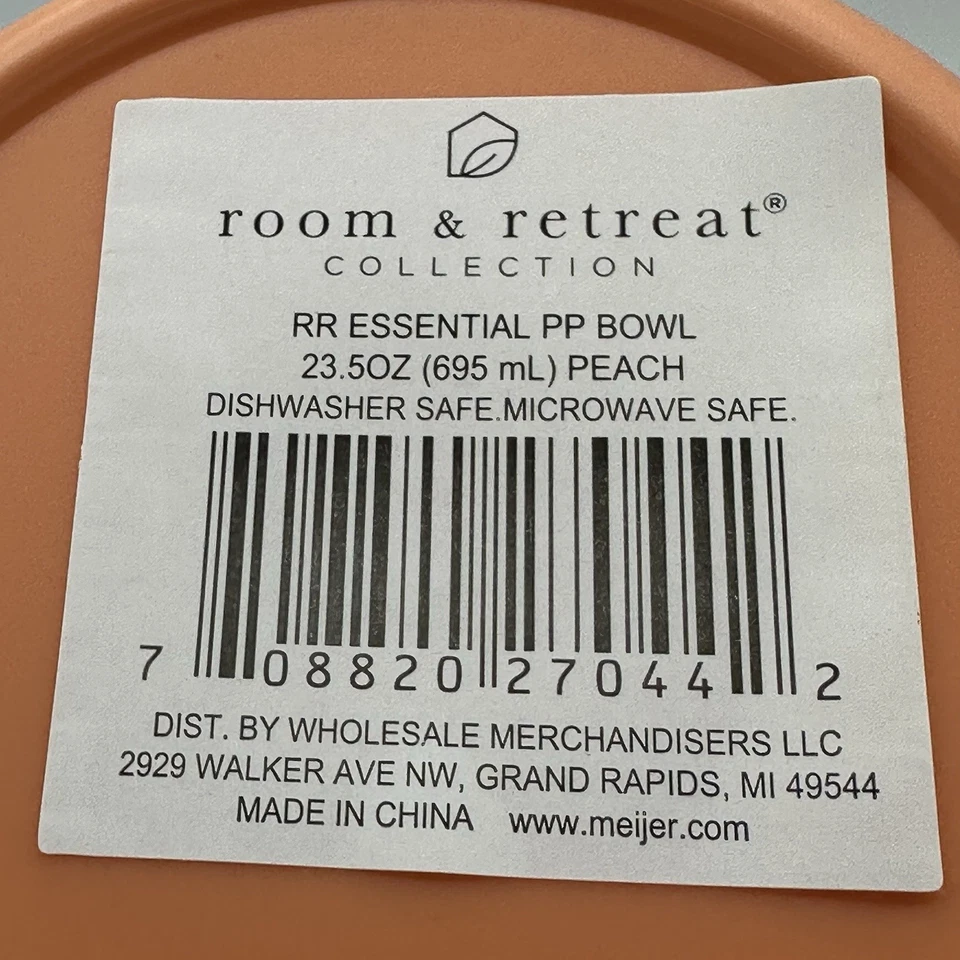 room & retreat®
COLLECTION
RR ESSENTIAL PP BOWL
23.5OZ (695 mL) PEACH
DISHWASHER SAFE.MICROWAVE SAFE.
7 08820 27044 2
DIST. BY WHOLESALE MERCHANDISERS LLC
2929 WALKER AVE NW, GRAND RAPIDS, MI 49544
MADE IN CHINA www.meijer.com